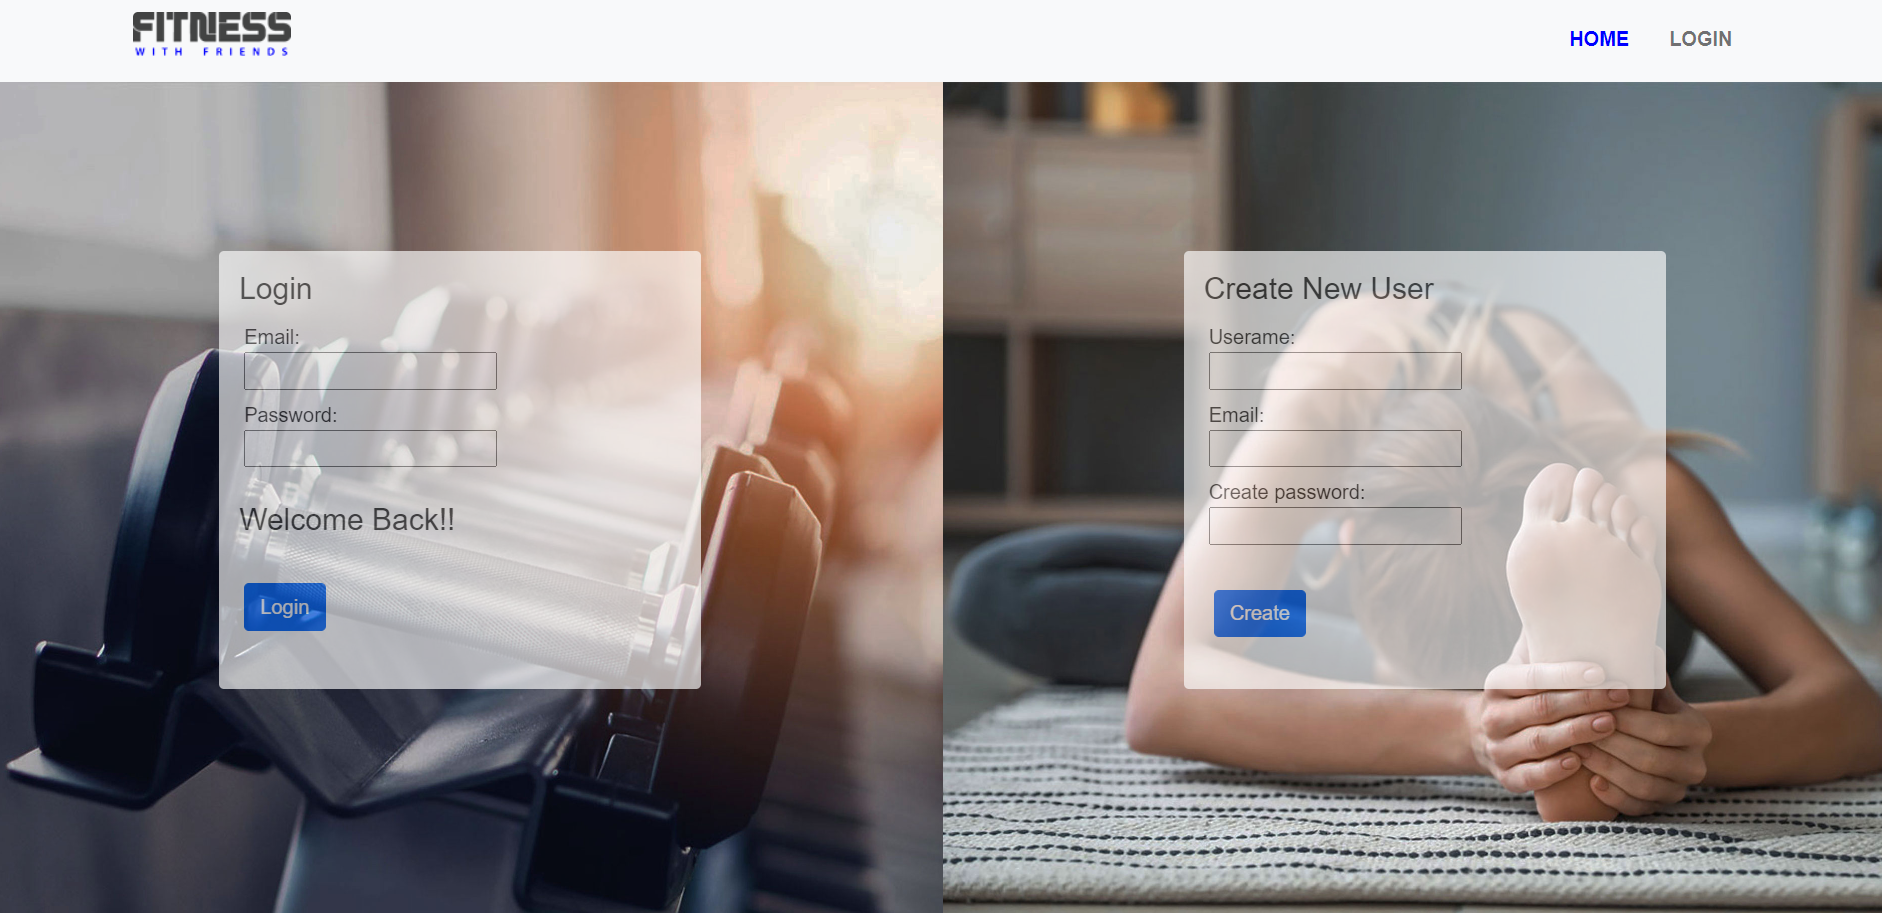 FITNESS
WITH FRIENDS
HOME
LOGIN
Login
Email:
Password:
Welcome Back!!
Login
Create New User
Userame:
Email:
Create password:
Create